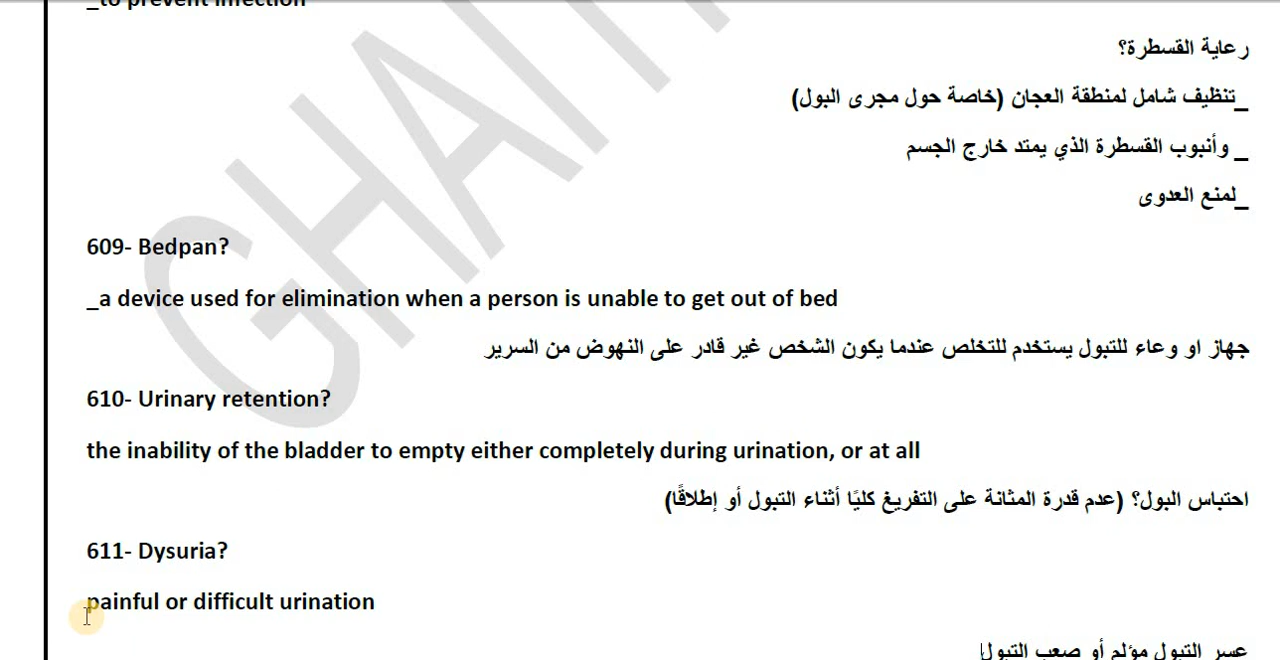 _to prevent infection
رعاية القسطرة؟
_تنظيف شامل لمنطقة العجان (خاصة حول مجرى البول)
_ وأنبوب القسطرة الذي يمتد خارج الجسم
_لمنع العدوى
609- Bedpan?
_a device used for elimination when a person is unable to get out of bed
جهاز او وعاء للتبول يستخدم للتخلص عندما يكون الشخص غير قادر على النهوض من السرير
610- Urinary retention?
the inability of the bladder to empty either completely during urination, or at all
احتباس البول؟ (عدم قدرة المثانة على التفريغ كليًا أثناء التبول أو إطلاقًا)
611- Dysuria?
painful or difficult urination
عسر التبول مؤلم أو صعب التبول